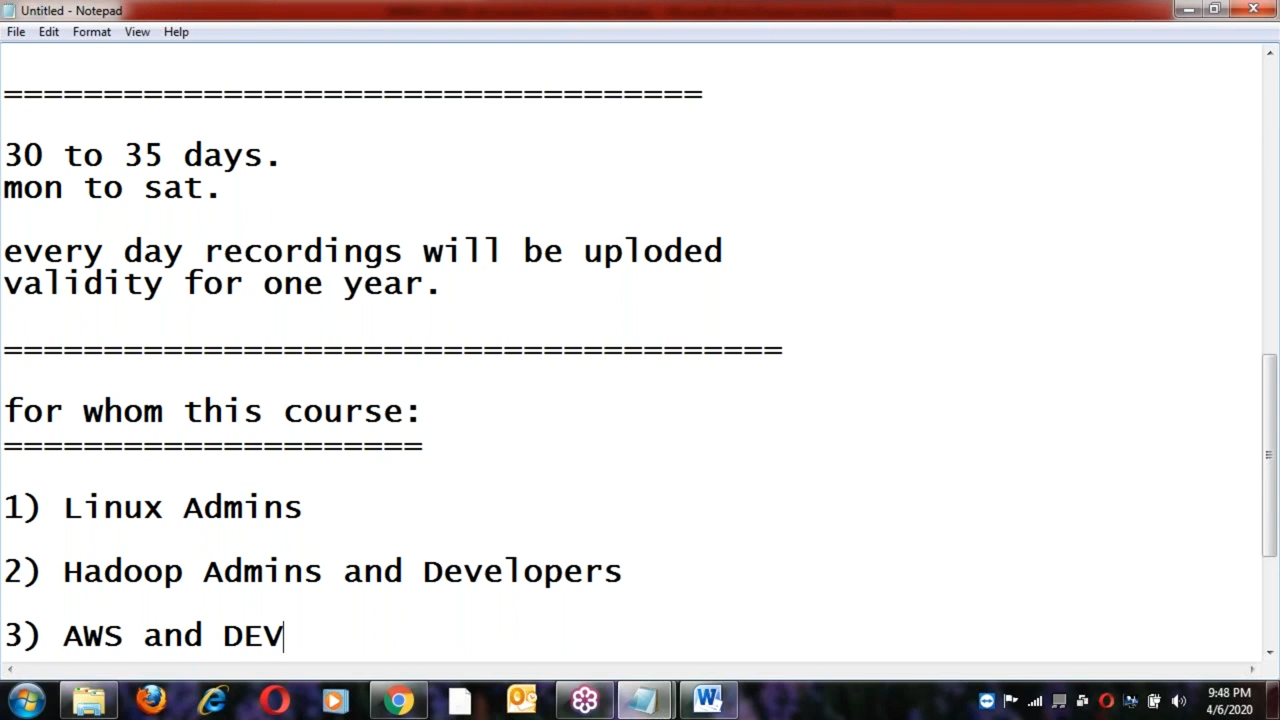 Untitled - Notepad
File Edit Format View Help
===================================
30 to 35 days.
mon to sat.
every day recordings will be uploded
validity for one year.
=======================================
for whom this course:
=====================
1) Linux Admins
2) Hadoop Admins and Developers
3) AWS and DEV
9:48 PM
4/6/2020